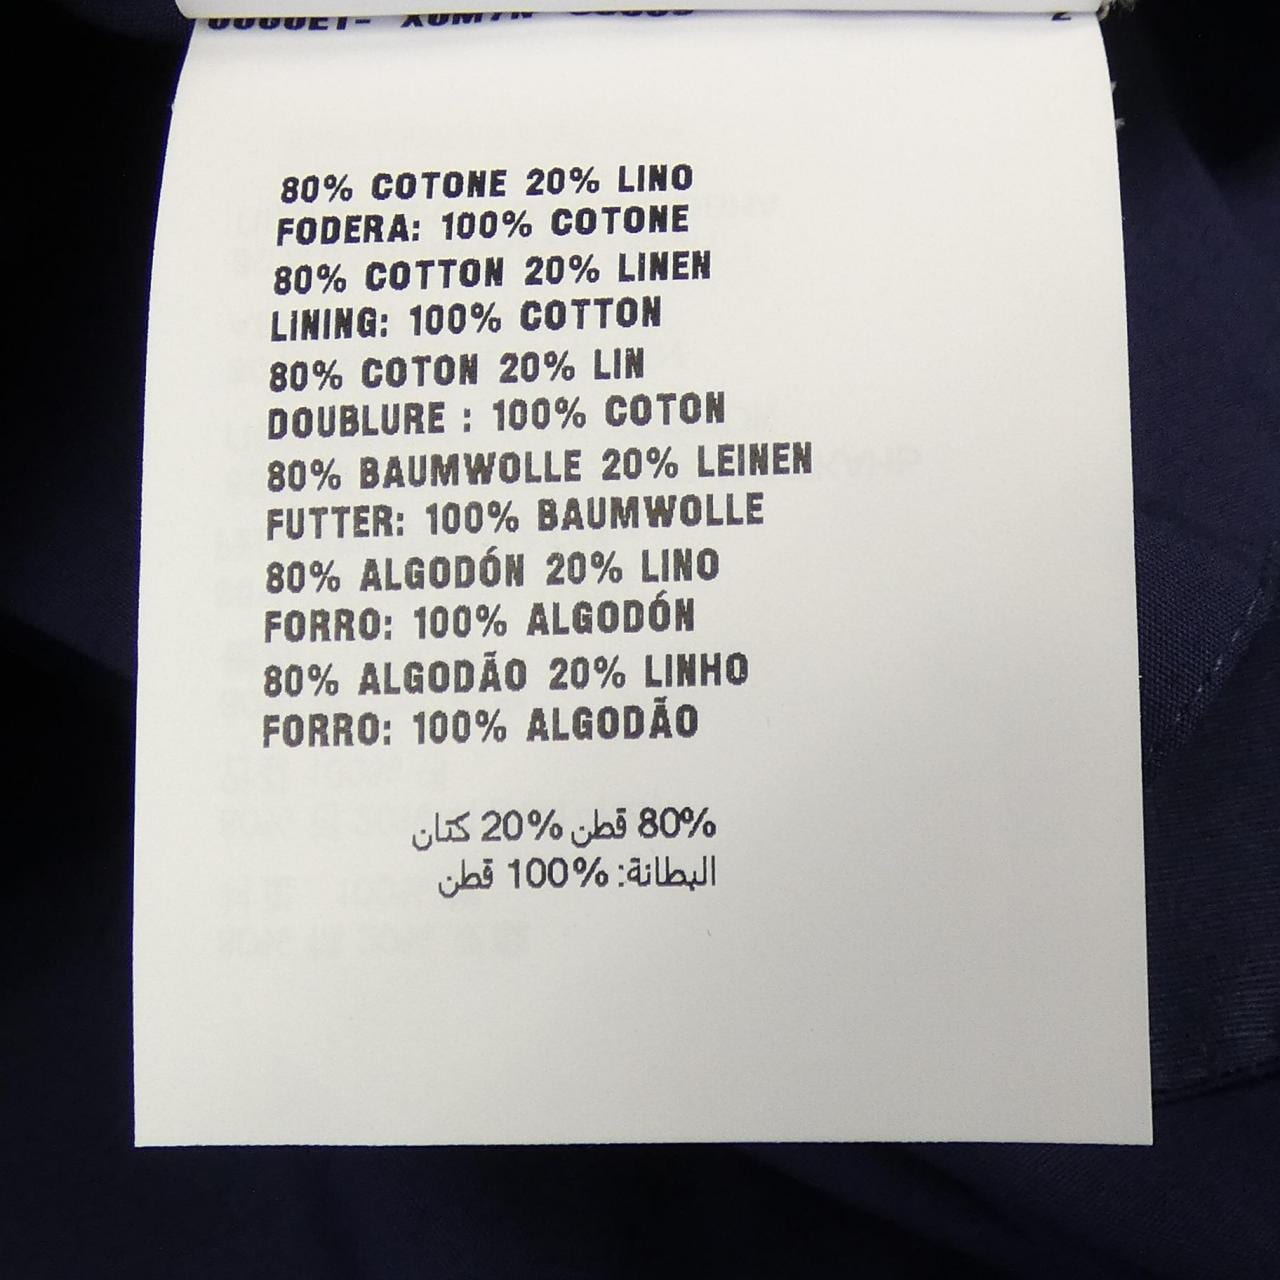 80% COTONE 20% LINO
FODERA: 100% COTONE
80% COTTON 20% LINEN
LINING: 100% COTTON
80% COTON 20% LIN
DOUBLURE : 100% COTON
80% BAUMWOLLE 20% LEINEN
FUTTER: 100% BAUMWOLLE
80% ALGODÓN 20% LINO
FORRO: 100% ALGODÓN
80% ALGODÃO 20% LINHO
FORRO: 100% ALGODÃO
80% قطن 20% كتان
البطانة: 100% قطن